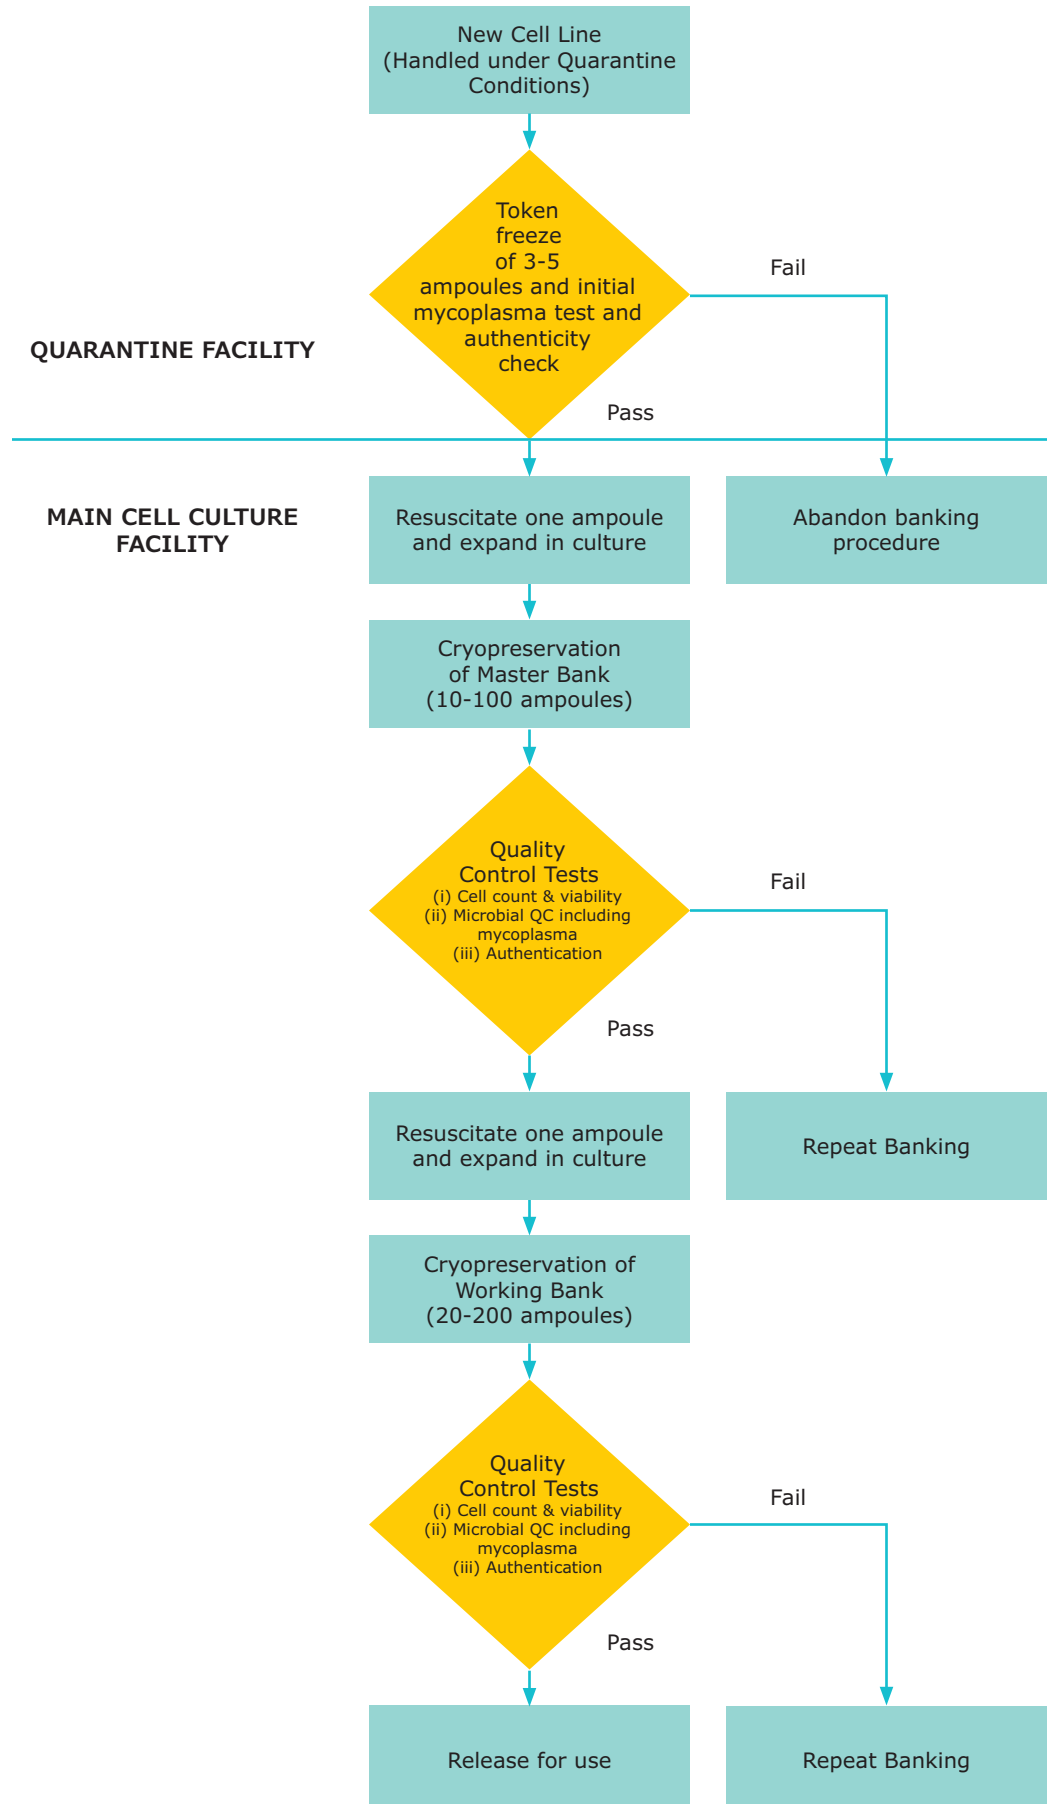 New Cell Line
(Handled under Quarantine
Conditions)
Token
freeze
of 3-5
ampoules and initial
mycoplasma test and
authenticity
check
Fail
QUARANTINE FACILITY
Pass
MAIN CELL CULTURE
FACILITY
Resuscitate one ampoule
and expand in culture
Abandon banking
procedure
Cryopreservation
of Master Bank
(10-100 ampoules)
Quality
Control Tests
(i) Cell count & viability
(ii) Microbial QC including
mycoplasma
(iii) Authentication
Fail
Pass
Resuscitate one ampoule
and expand in culture
Repeat Banking
Cryopreservation of
Working Bank
(20-200 ampoules)
Quality
Control Tests
(i) Cell count & viability
(ii) Microbial QC including
mycoplasma
(iii) Authentication
Fail
Pass
Release for use
Repeat Banking